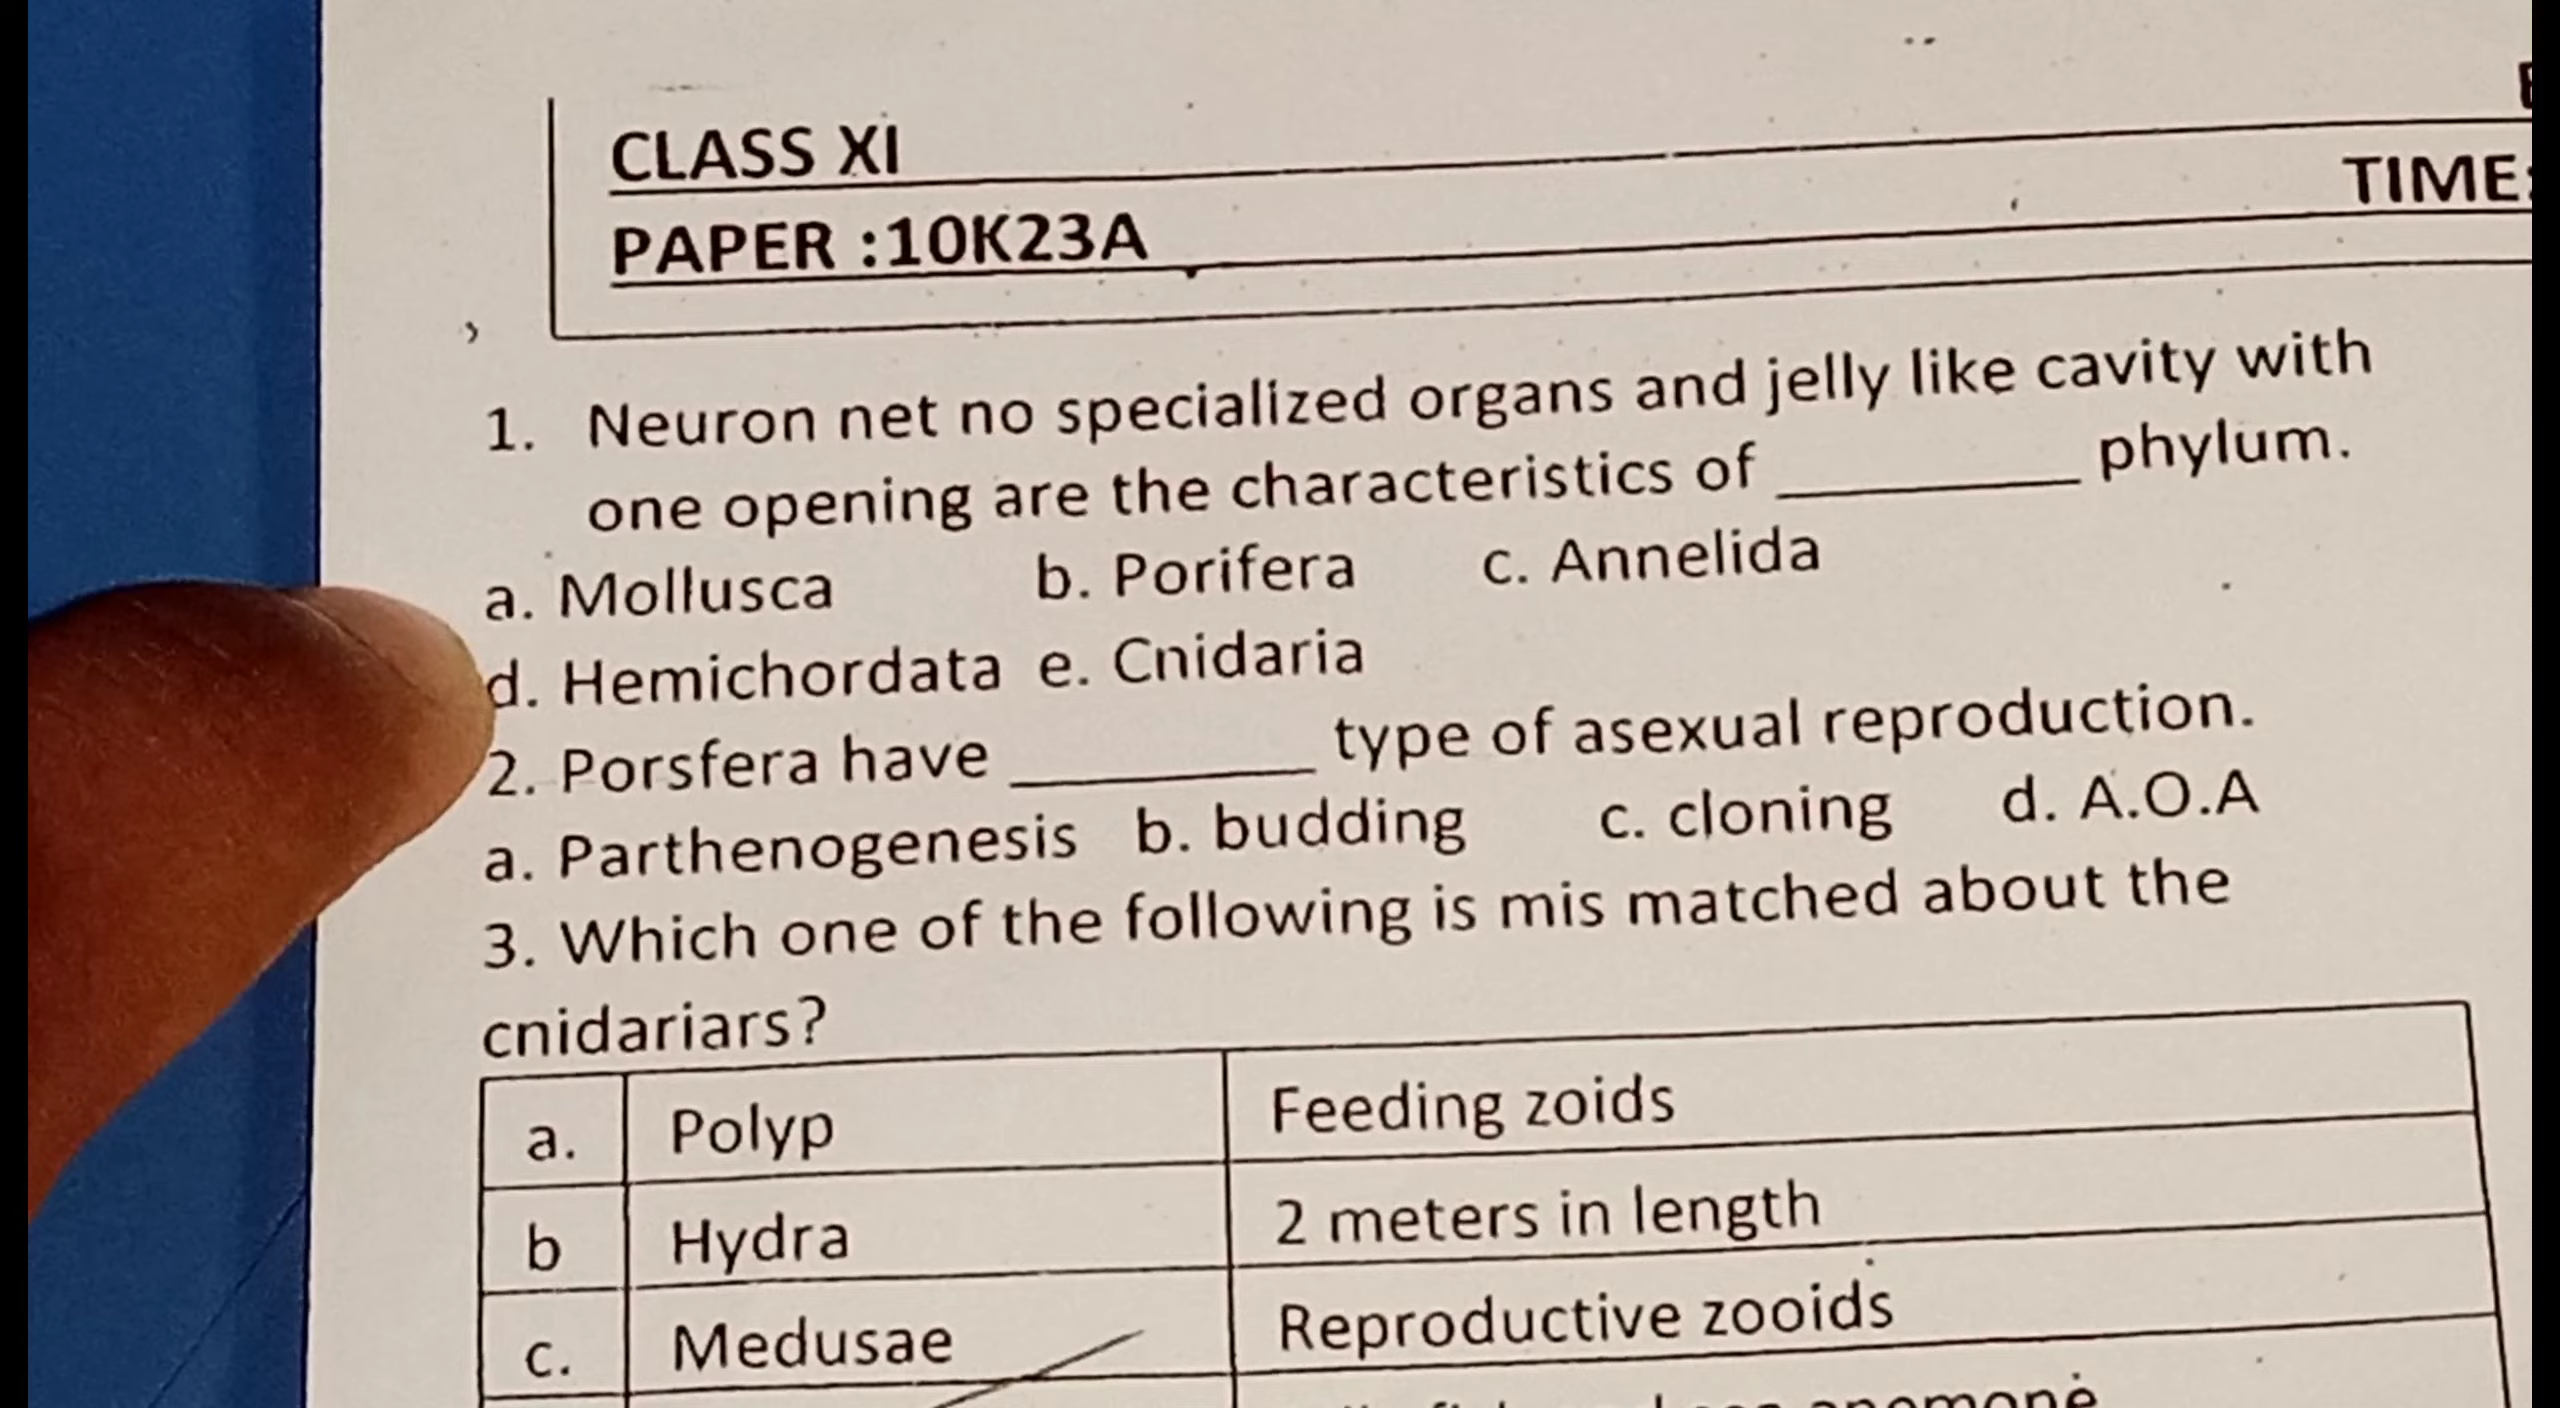 CLASS XI
TIME:
PAPER :10K23A
1. Neuron net no specialized organs and jelly like cavity with
one opening are the characteristics of ________ phylum.
a. Mollusca b. Porifera c. Annelida
d. Hemichordata e. Cnidaria
2. Porsfera have ________ type of asexual reproduction.
a. Parthenogenesis b. budding c. cloning d. A.O.A
3. Which one of the following is mis matched about the
cnidariars?
a. Polyp Feeding zoids
b Hydra 2 meters in length
c. Medusae Reproductive zooids